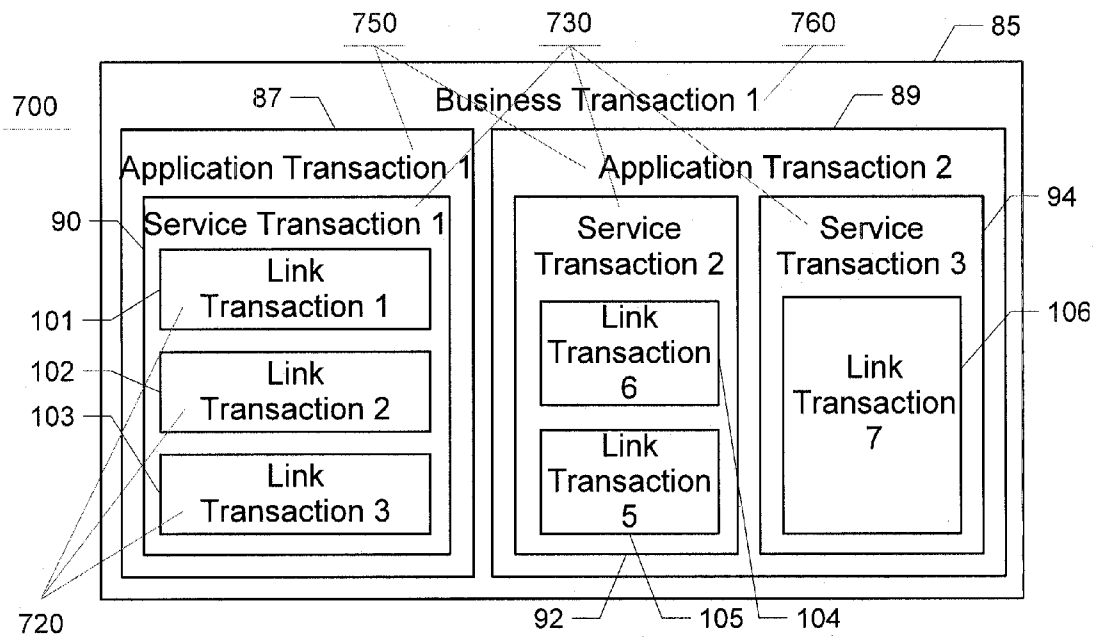 750
730
760
85
700
87
Business Transaction 1
89
Application Transaction 1
Application Transaction 2
90
Service Transaction 1
Service
Transaction 2
Service
Transaction 3
94
Link
Transaction 1
101
Link
Transaction 6
106
102
Link
Transaction 2
Link
Transaction 7
103
Link
Transaction 5
Link
Transaction 3
720
92
105
104